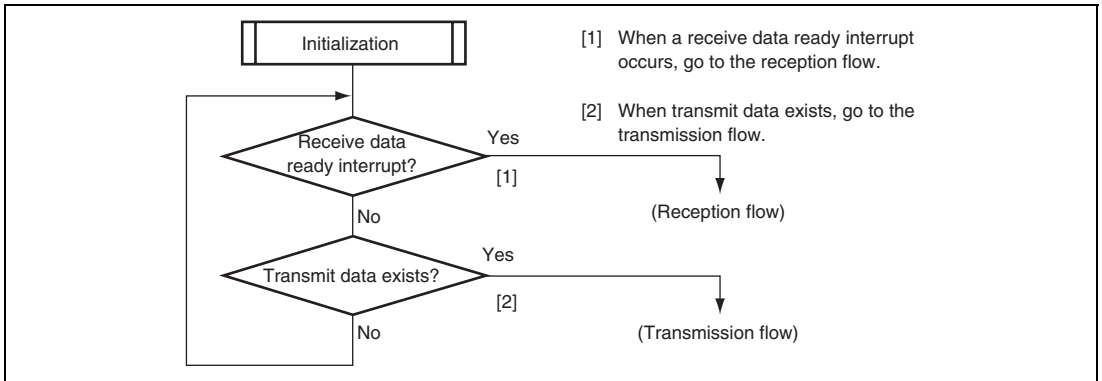 Initialization
[1] When a receive data ready interrupt
occurs, go to the reception flow.
[2] When transmit data exists, go to the
transmission flow.
Receive data
ready interrupt?
Yes
[1]
(Reception flow)
No
Transmit data exists?
Yes
[2]
(Transmission flow)
No